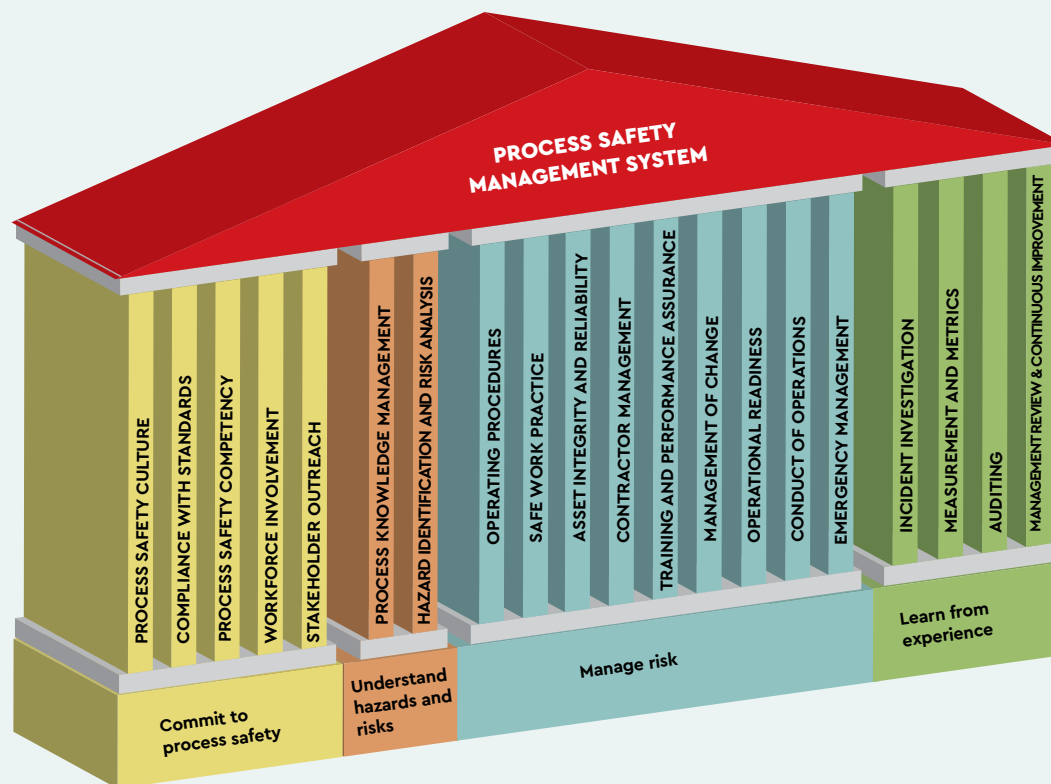 PROCESS SAFETY
MANAGEMENT SYSTEM
PROCESS SAFETY CULTURE
COMPLIANCE WITH STANDARDS
PROCESS SAFETY COMPETENCY
WORKFORCE INVOLVEMENT
STAKEHOLDER OUTREACH
PROCESS KNOWLEDGE MANAGEMENT
HAZARD IDENTIFICATION AND RISK ANALYSIS
OPERATING PROCEDURES
SAFE WORK PRACTICE
ASSET INTEGRITY AND RELIABILITY
CONTRACTOR MANAGEMENT
TRAINING AND PERFORMANCE ASSURANCE
MANAGEMENT OF CHANGE
OPERATIONAL READINESS
CONDUCT OF OPERATIONS
EMERGENCY MANAGEMENT
INCIDENT INVESTIGATION
MEASUREMENT AND METRICS
AUDITING
MANAGEMENT REVIEW & CONTINUOUS IMPROVEMENT
Commit to
process safety
Understand
hazards and
risks
Manage risk
Learn from
experience